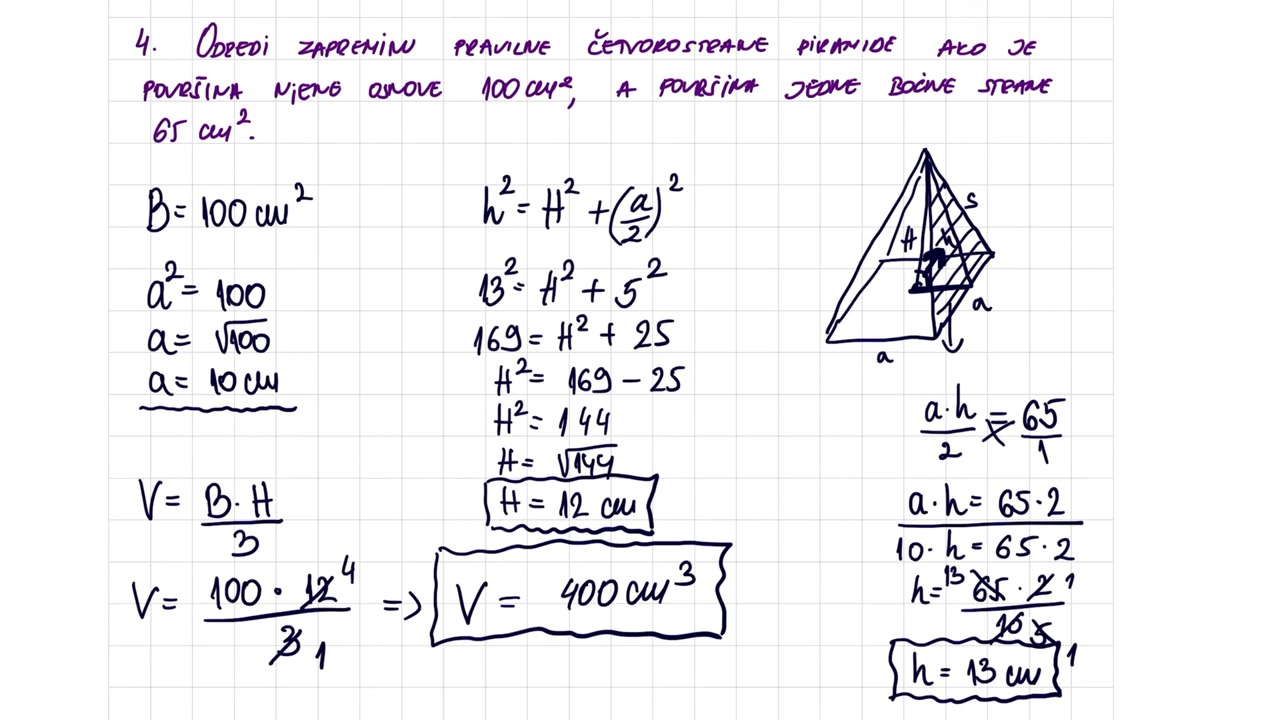 4. ODREDI ZAPREMINU PRAVILNE ČETVOROSTRANE PIRAMIDE AKO JE
POVRŠINA NJENE OSNOVE 100 cm², A POVRŠINA JEDNE BOČNE STRANE
65 cm².
B = 100 cm²
a² = 100
a = √100
a = 10 cm
V = B · H / 3
V = 100 · 12 4 / 3 1 => V = 400 cm³
h² = H² + (a/2)²
13² = H² + 5²
169 = H² + 25
H² = 169 - 25
H² = 144
H = √144
H = 12 cm
s
H h
a
a
a · h / 2 = 65 / 1
a · h = 65 · 2
10 · h = 65 · 2
h = 13 65 · 2 1 / 10 5 1
h = 13 cm